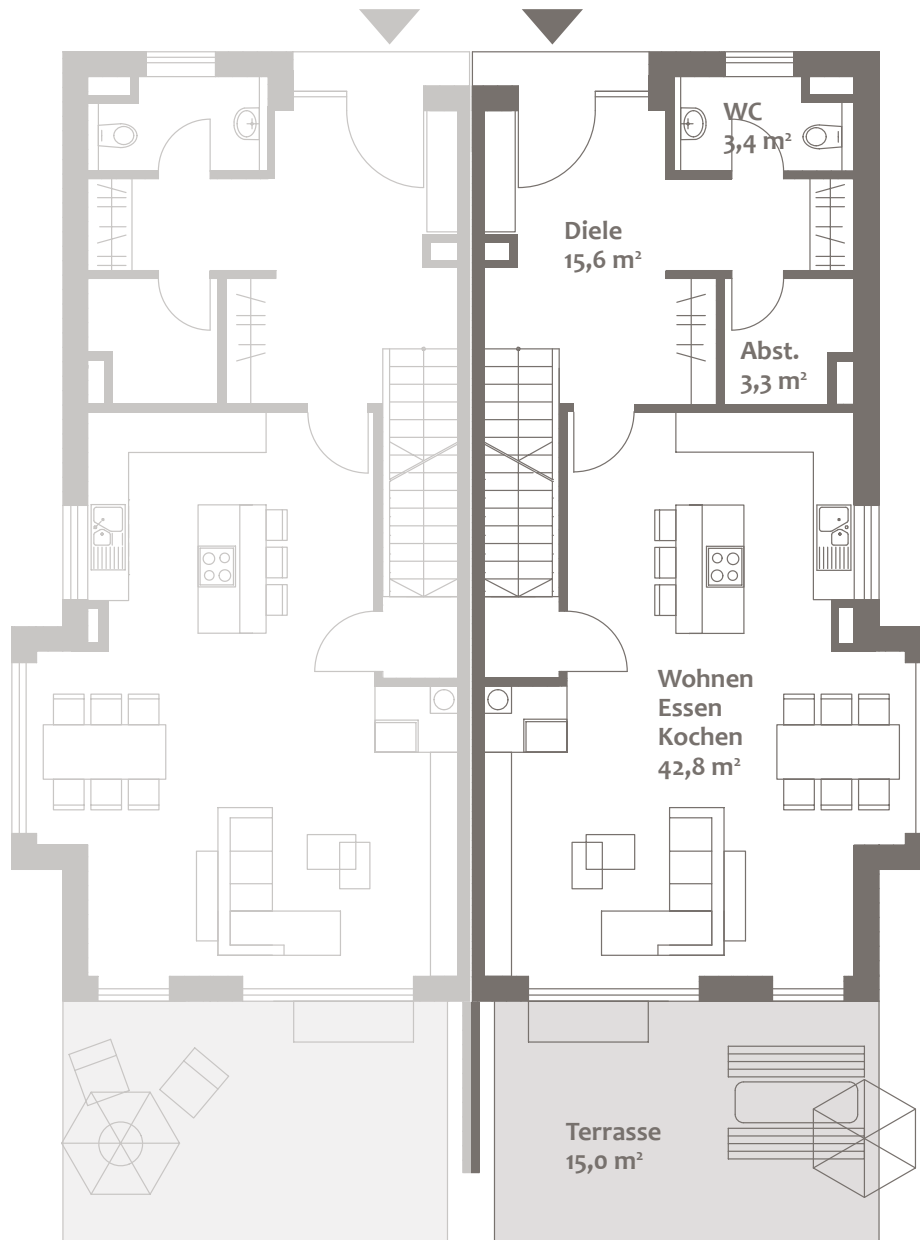 WC
3,4 m²
Diele
15,6 m²
Abst.
3,3 m²
Wohnen
Essen
Kochen
42,8 m²
Terrasse
15,0 m²